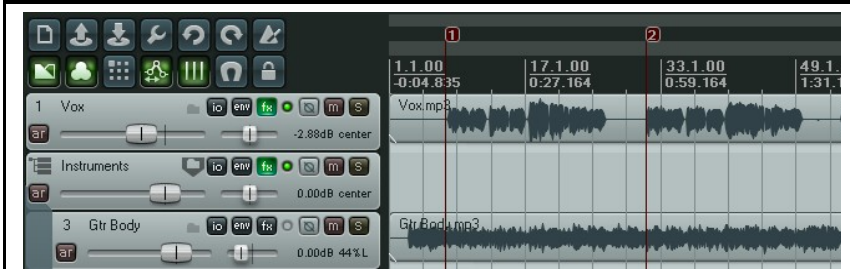 1 2
1.1.00 17.1.00 33.1.00 49.1.
-0:04.835 0:27.164 0:59.164 1:31.1
1 Vox io env fx m s
ar -2.88dB center
Vox.mp3
Instruments io env fx m s
ar 0.00dB center
3 Gtr Body io env fx m s
ar 0.00dB 44%L
Gtr Body.mp3